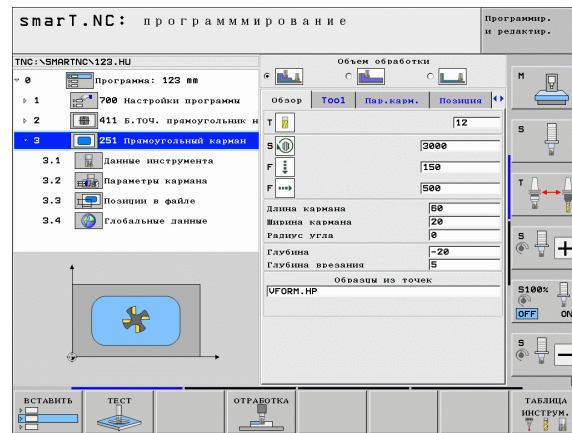 smarT.NC: программмирование
Программир.
и редактир.
TNC:\SMARTNC\123.HU
0 Программа: 123 mm
1 700 Настройки программы
2 411 Б.ТОЧ. прямоугольник н
3 251 Прямоугольный карман
3.1 Данные инструмента
3.2 Параметры кармана
3.3 Позиции в файле
3.4 Глобальные данные
Объем обработки
Обзор Tool Пар.карм. Позиция
T 12
S 3000
F 150
F 500
Длина кармана 60
Ширина кармана 20
Радиус угла 0
Глубина -20
Глубина врезания 5
Образцы из точек
VFORM.HP
M
S
T
S
S100%
OFF ON
S
ВСТАВИТЬ
ТЕСТ
ОТРАБОТКА
ТАБЛИЦА
ИНСТРУМ.